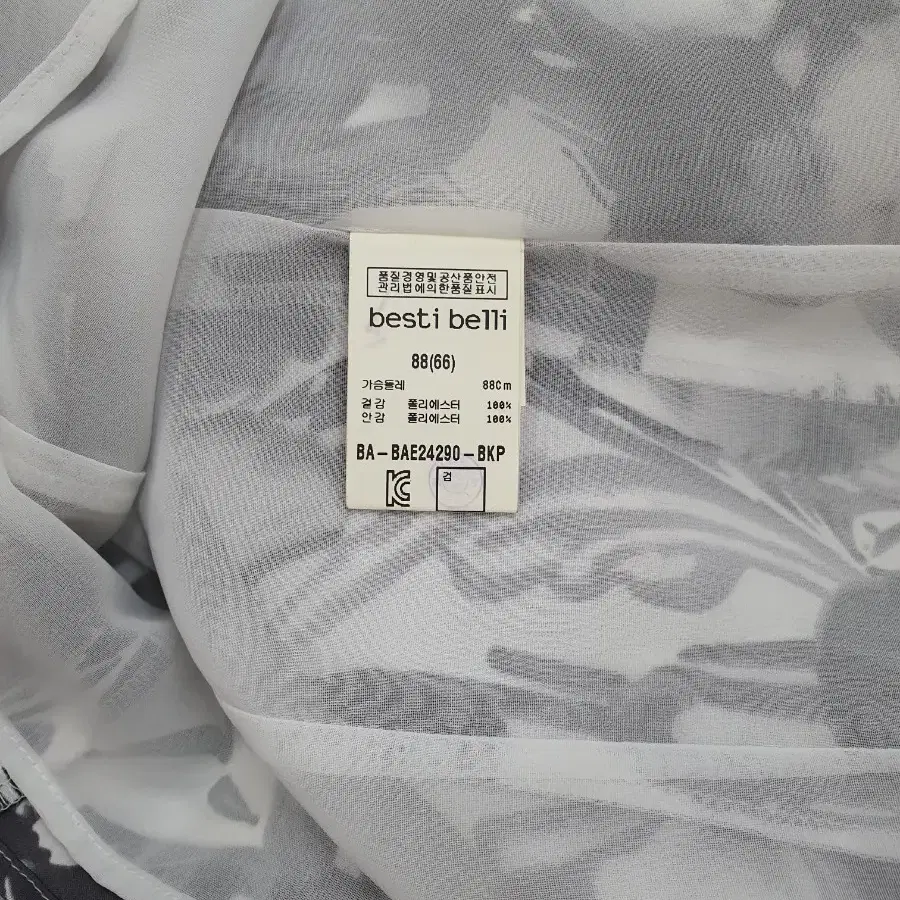 품질경영및공산품안전
관리법에의한품질표시
besti belli
88(66)
가슴둘레 88Cm
겉감 폴리에스터 100%
안감 폴리에스터 100%
BA-BAE24290-BKP
KC 검